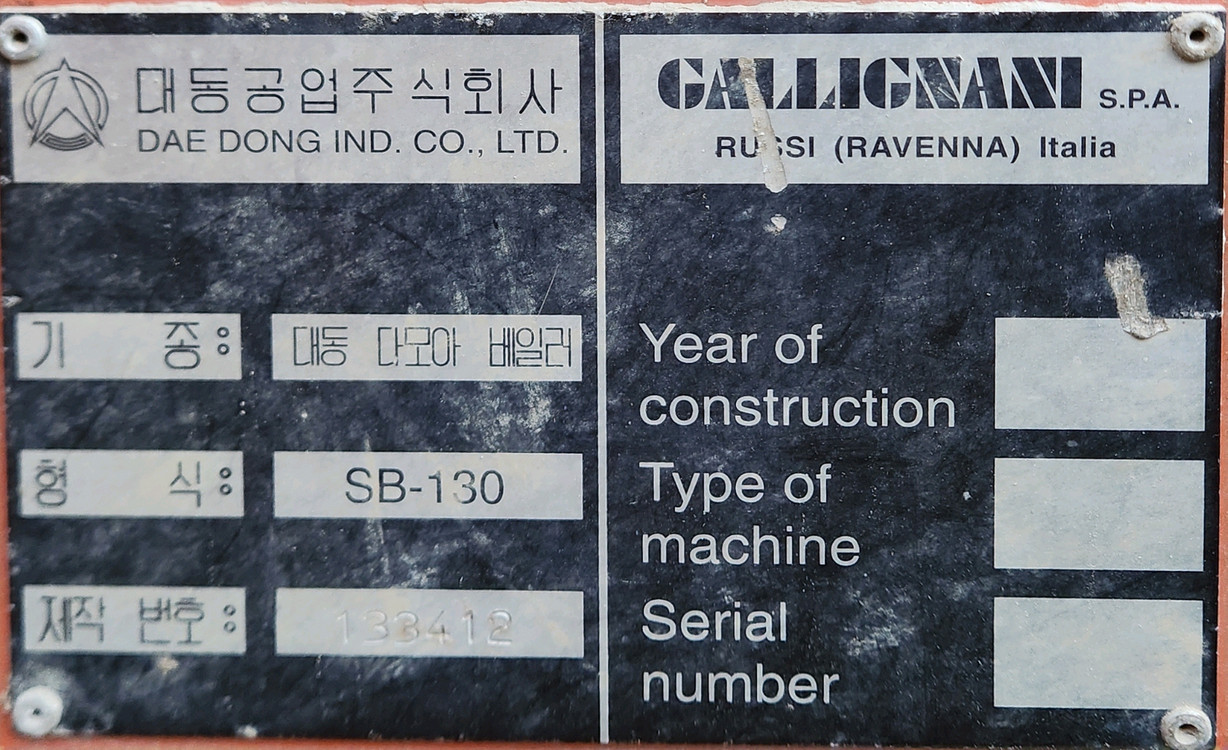 대동공업주식회사
DAE DONG IND. CO., LTD.
기 종:
대동 다모아 베일러
형 식:
SB-130
제작 번호:
133412
GALLIGNANI S.P.A.
RUSSI (RAVENNA) Italia
Year of
construction
Type of
machine
Serial
number